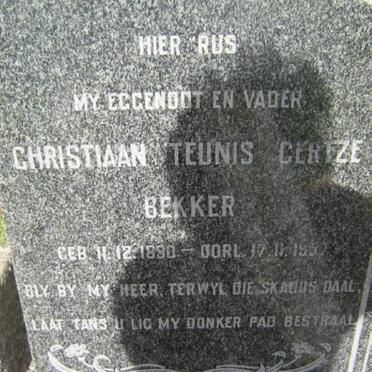 HIER RUS
MY EGGENOOT EN VADER
CHRISTIAAN TEUNIS GERTZE
BEKKER
GEB 11.12.1890 – OORL 17.11.
BLY BY MY HEER, TERWYL DIE SKADUS DAAL,
LAAT TANS U LIG MY DONKER PAD BESTRAAL